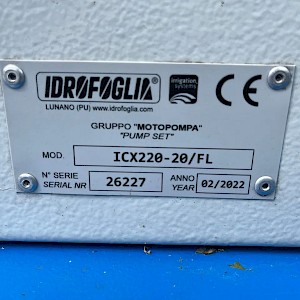 IDROFOGLIA®
LUNANO (PU) www.idrofoglia.com
irrigation
systems
CE
GRUPPO "MOTOPOMPA"
"PUMP SET"
MOD. ICX220-20/FL
N° SERIE
SERIAL NR 26227
ANNO
YEAR 02/2022